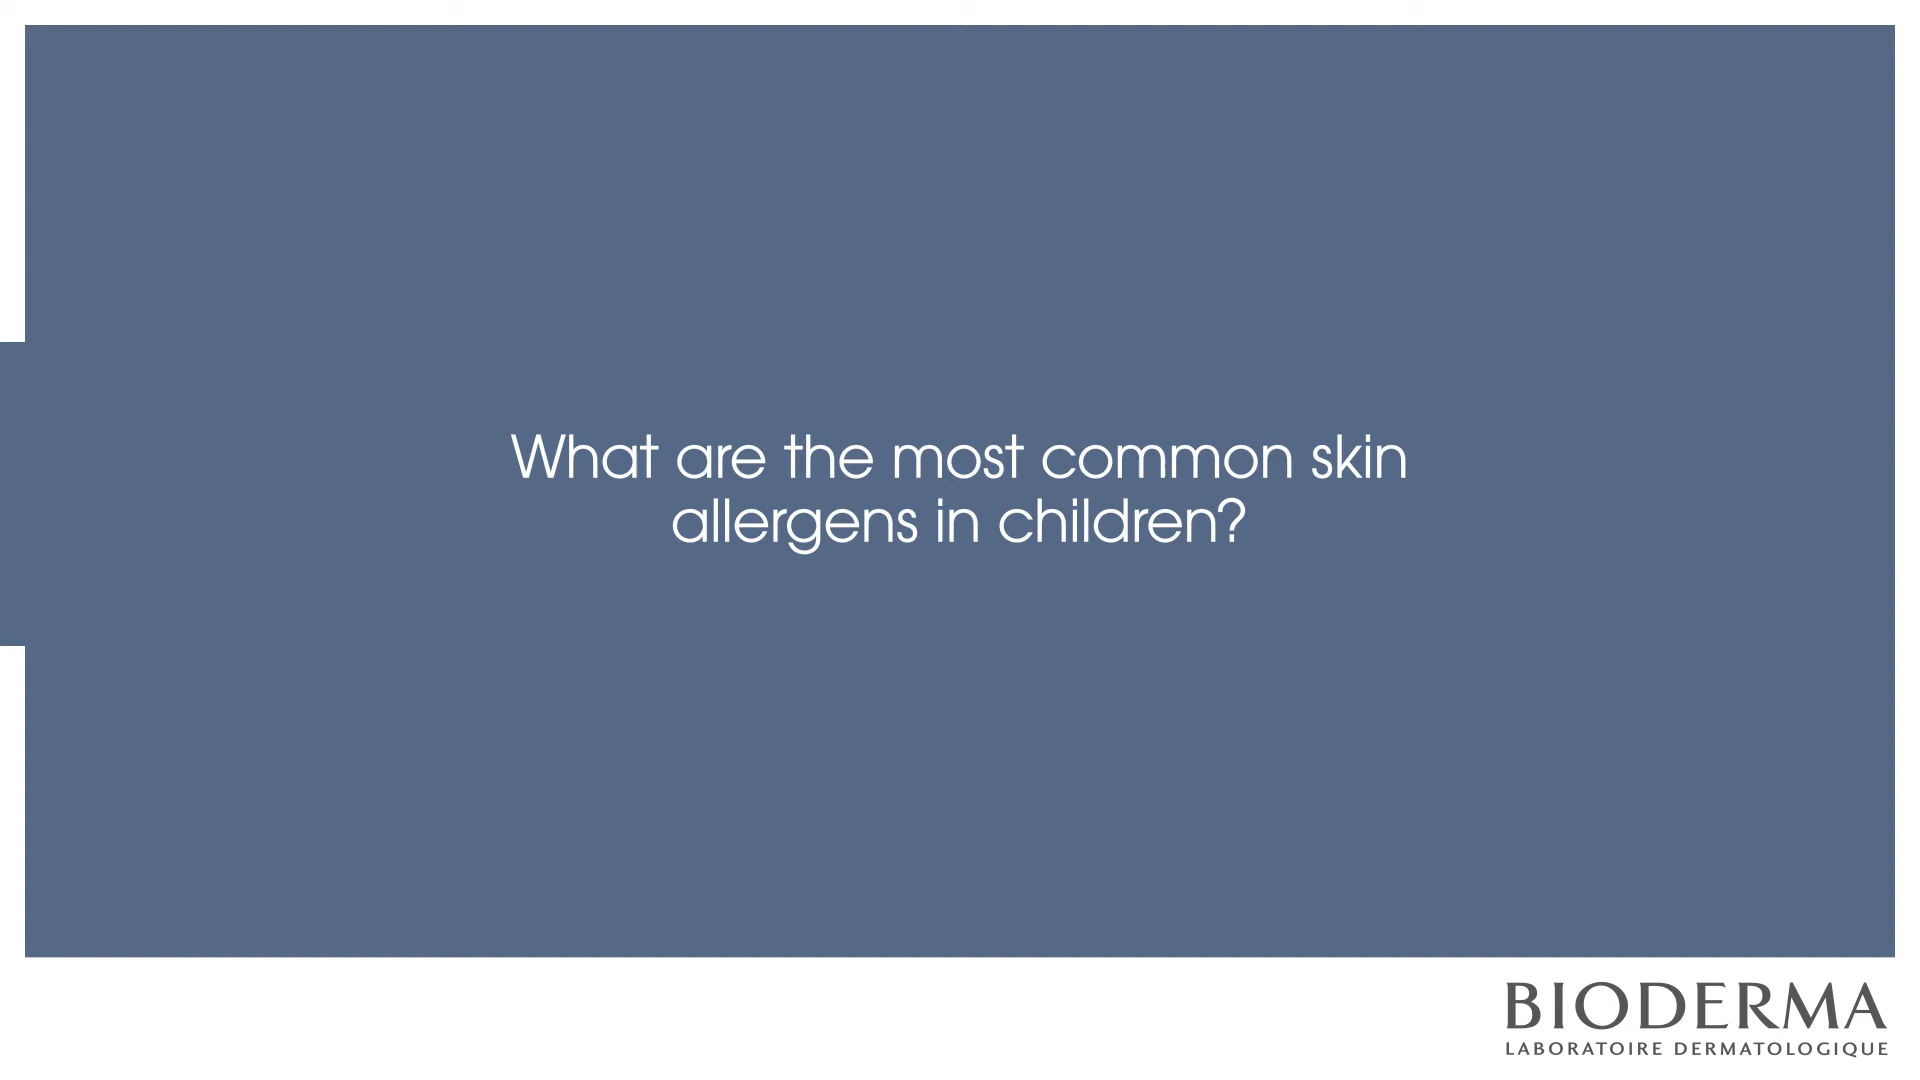 What are the most common skin
allergens in children?
BIODERMA
LABORATOIRE DERMATOLOGIQUE